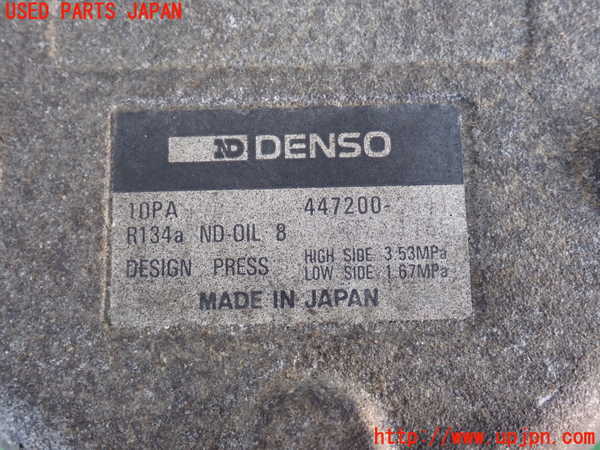 USED PARTS JAPAN
ND DENSO
10PA 447200-
R134a ND-OIL 8
DESIGN PRESS HIGH SIDE 3.53MPa
LOW SIDE 1.67MPa
MADE IN JAPAN
http://www.upjpn.com